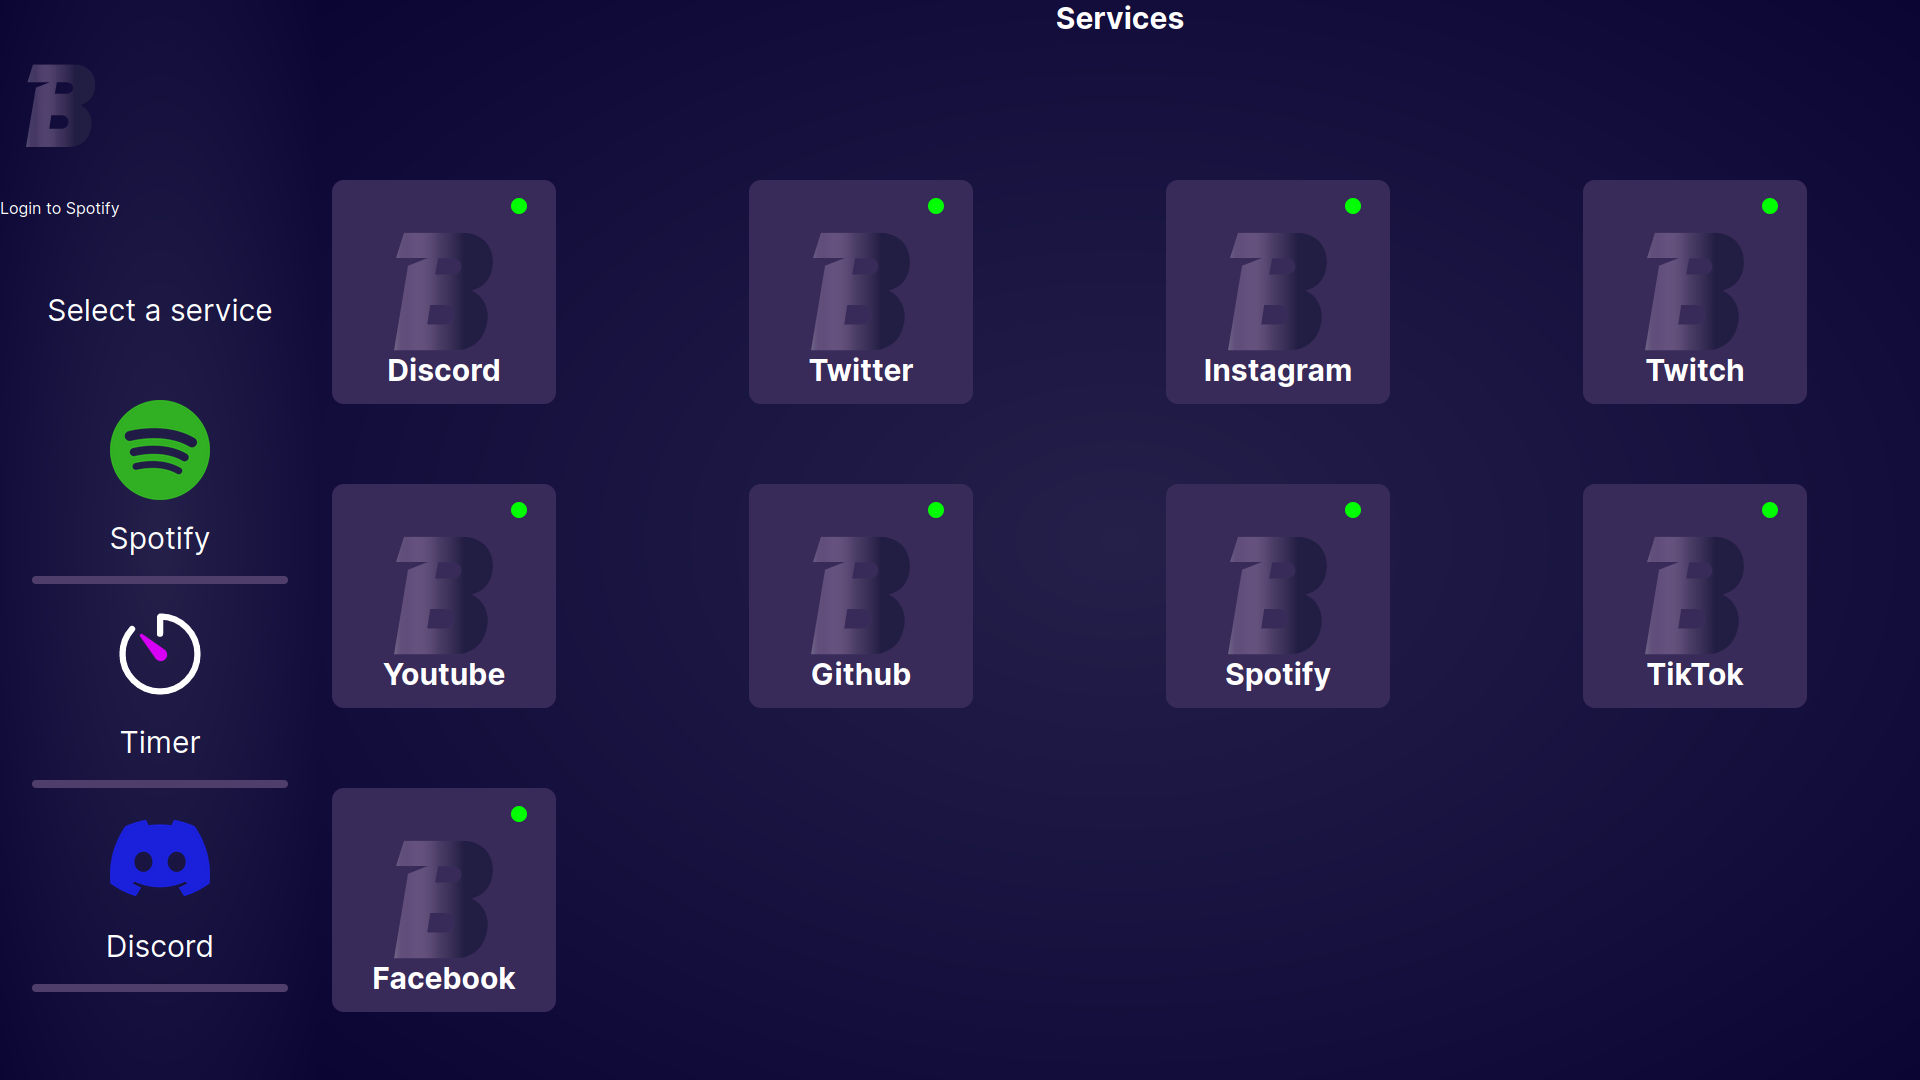 Services
Login to Spotify
Select a service
Spotify
Timer
Discord
Discord
Twitter
Instagram
Twitch
Youtube
Github
Spotify
TikTok
Facebook